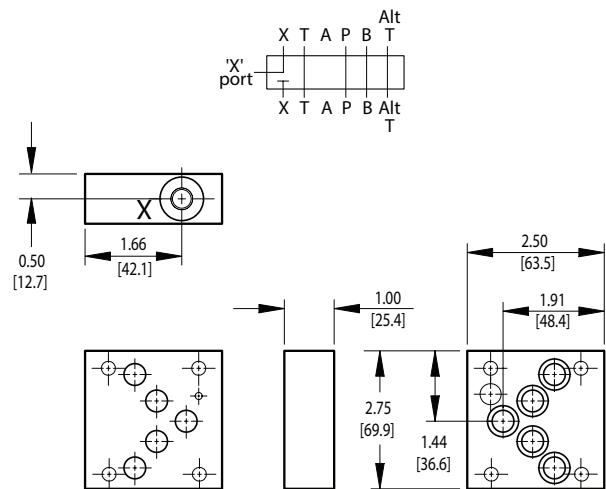 Alt
X T A P B T
'X'
port
X T A P B Alt
T
X
0.50
[12.7]
1.66
[42.1]
2.50
[63.5]
1.00
[25.4]
1.91
[48.4]
2.75
[69.9]
1.44
[36.6]